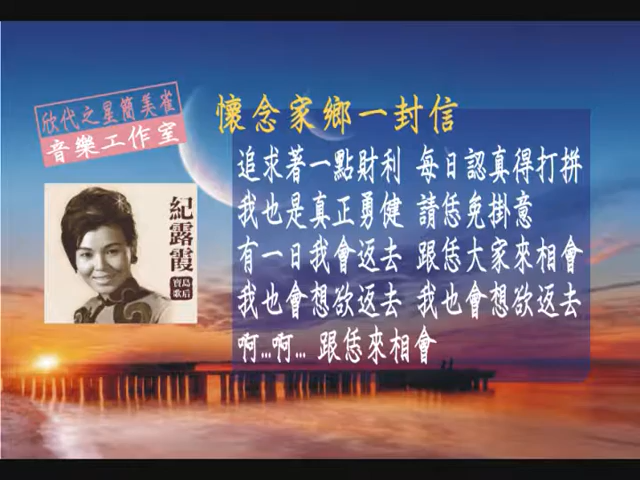 欣代之星簡美雀
音樂工作室
懷念家鄉一封信
紀露霞
寶島歌后
追求著一點財利 每日認真得打拼
我也是真正勇健 請恁免掛意
有一日我會返去 跟恁大家來相會
我也會想欲返去 我也會想欲返去
啊...啊... 跟恁來相會